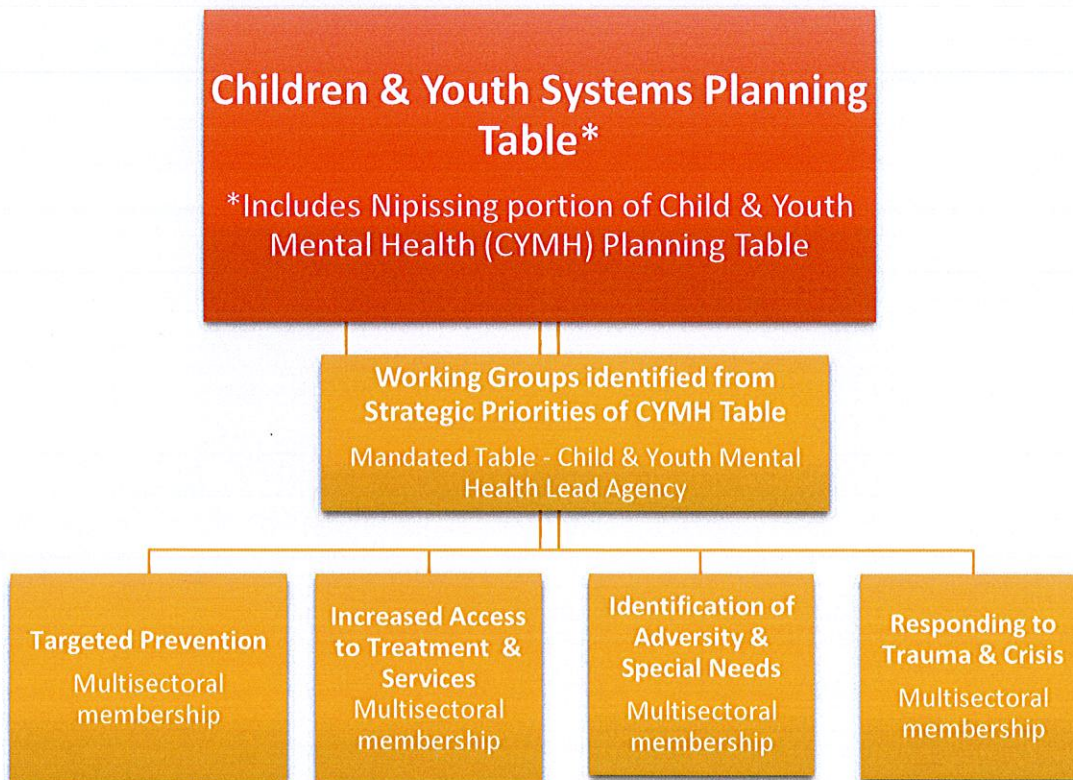 Children & Youth Systems Planning
Table*
*Includes Nipissing portion of Child & Youth
Mental Health (CYMH) Planning Table
Working Groups identified from
Strategic Priorities of CYMH Table
Mandated Table - Child & Youth Mental
Health Lead Agency
Targeted Prevention
Multisectoral
membership
Increased Access
to Treatment &
Services
Multisectoral
membership
Identification of
Adversity &
Special Needs
Multisectoral
membership
Responding to
Trauma & Crisis
Multisectoral
membership